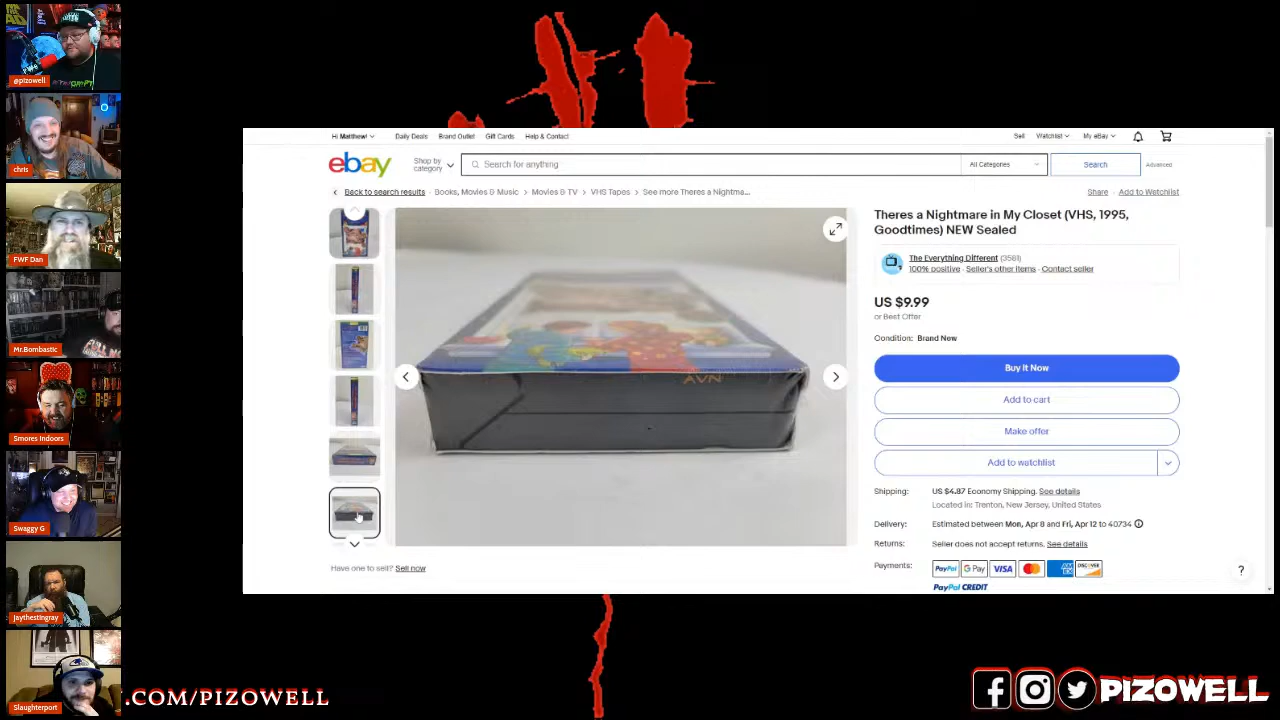 @pizowell
chris
FWF Dan
Mr.Bombastic
Smores Indoors
Swaggy G
Jaythestingray
Slaughterport
Hi Matthew!
Daily Deals
Brand Outlet
Gift Cards
Help & Contact
Sell
Watchlist
My eBay
ebay
Shop by category
Search for anything
All Categories
Search
Advanced
Back to search results
Books, Movies & Music > Movies & TV > VHS Tapes > See more Theres a Nightma...
Share
Add to Watchlist
AVN
Theres a Nightmare in My Closet (VHS, 1995,
Goodtimes) NEW Sealed
The Everything Different (3581)
100% positive · Seller's other items · Contact seller
US $9.99
or Best Offer
Condition: Brand New
Buy It Now
Add to cart
Make offer
Add to watchlist
Shipping: US $4.87 Economy Shipping. See details
Located in: Trenton, New Jersey, United States
Delivery: Estimated between Mon, Apr 8 and Fri, Apr 12 to 40734
Returns: Seller does not accept returns. See details
Payments: PayPal G Pay VISA DISCOVER
PayPal CREDIT
Have one to sell? Sell now
?
.COM/PIZOWELL
PIZOWELL